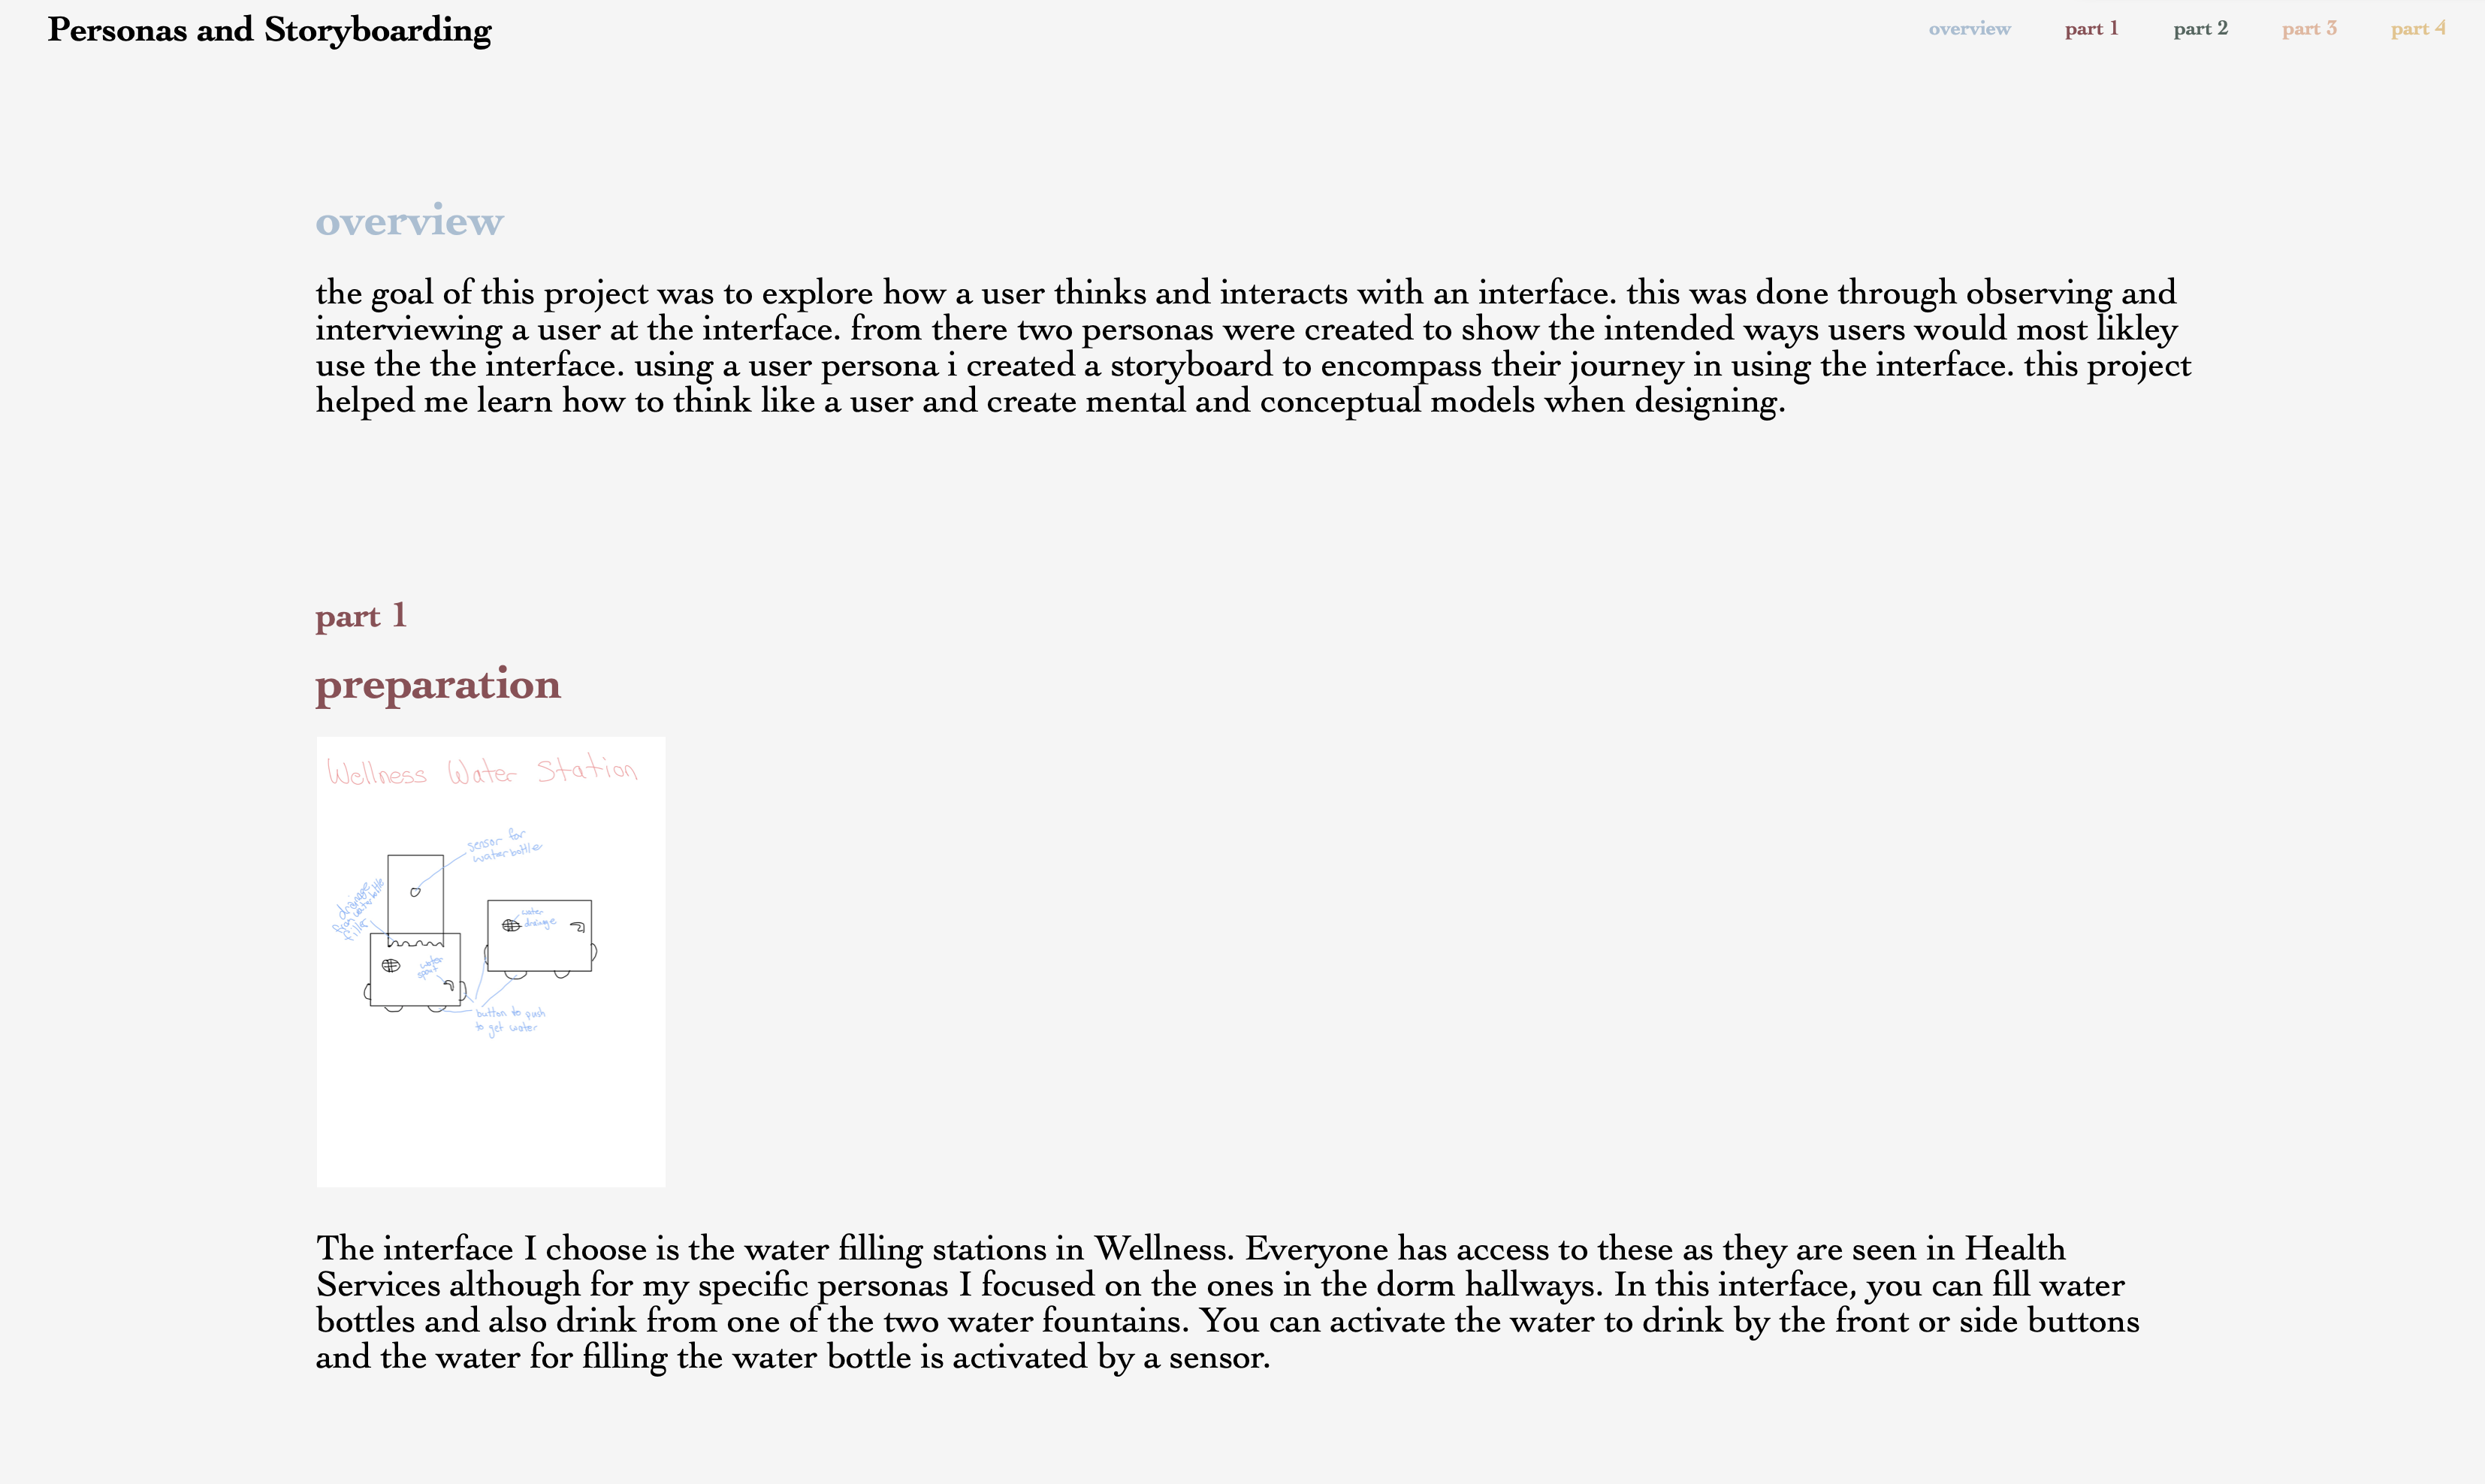 Personas and Storyboarding
overview
part 1
part 2
part 3
part 4
overview
the goal of this project was to explore how a user thinks and interacts with an interface. this was done through observing and
interviewing a user at the interface. from there two personas were created to show the intended ways users would most likley
use the the interface. using a user persona i created a storyboard to encompass their journey in using the interface. this project
helped me learn how to think like a user and create mental and conceptual models when designing.
part 1
preparation
Wellness Water Station
sensor for
water bottle
drainage
from water bottle
filler
water
drainage
water
spout
button to push
to get water
The interface I choose is the water filling stations in Wellness. Everyone has access to these as they are seen in Health
Services although for my specific personas I focused on the ones in the dorm hallways. In this interface, you can fill water
bottles and also drink from one of the two water fountains. You can activate the water to drink by the front or side buttons
and the water for filling the water bottle is activated by a sensor.